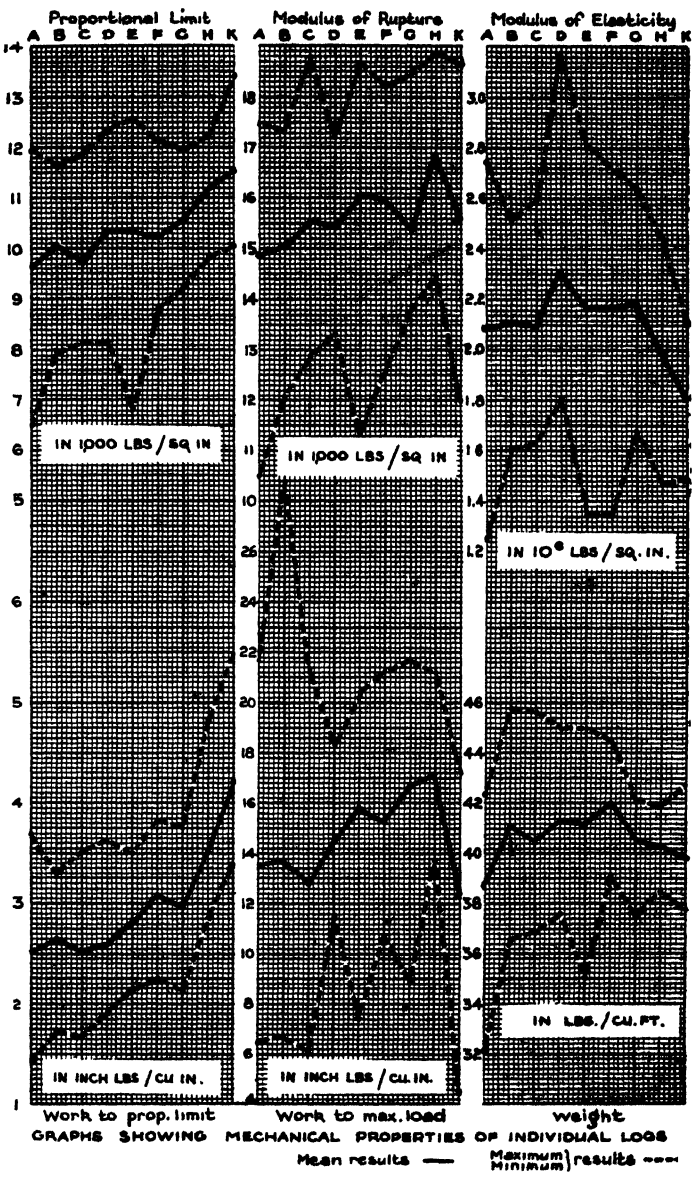 Proportional Limit Modulus of Rupture Modulus of Elasticity
A B C D E F G H K A B C D E F G H K A B C D E F G H K
14
13 18 3.0
12 17 2.8
11 16 2.6
10 15 2.4
9 14 2.2
8 13 2.0
7 12 1.8
6 11 1.6
5 10 1.4
IN 1,000 LBS / SQ IN IN 1,000 LBS / SQ IN
26 1.2
IN 10⁶ LBS / SQ. IN.
6 24
22
5 20 46
18 44
4 16 42
14 40
3 12 38
10 36
2 8 34
IN LBS. / CU. FT.
6 32
IN INCH LBS / CU IN. IN INCH LBS / CU. IN.
1 4
Work to prop. limit Work to max. load Weight
GRAPHS SHOWING MECHANICAL PROPERTIES OF INDIVIDUAL LOGS
Mean results — Maximum Minimum } results ----